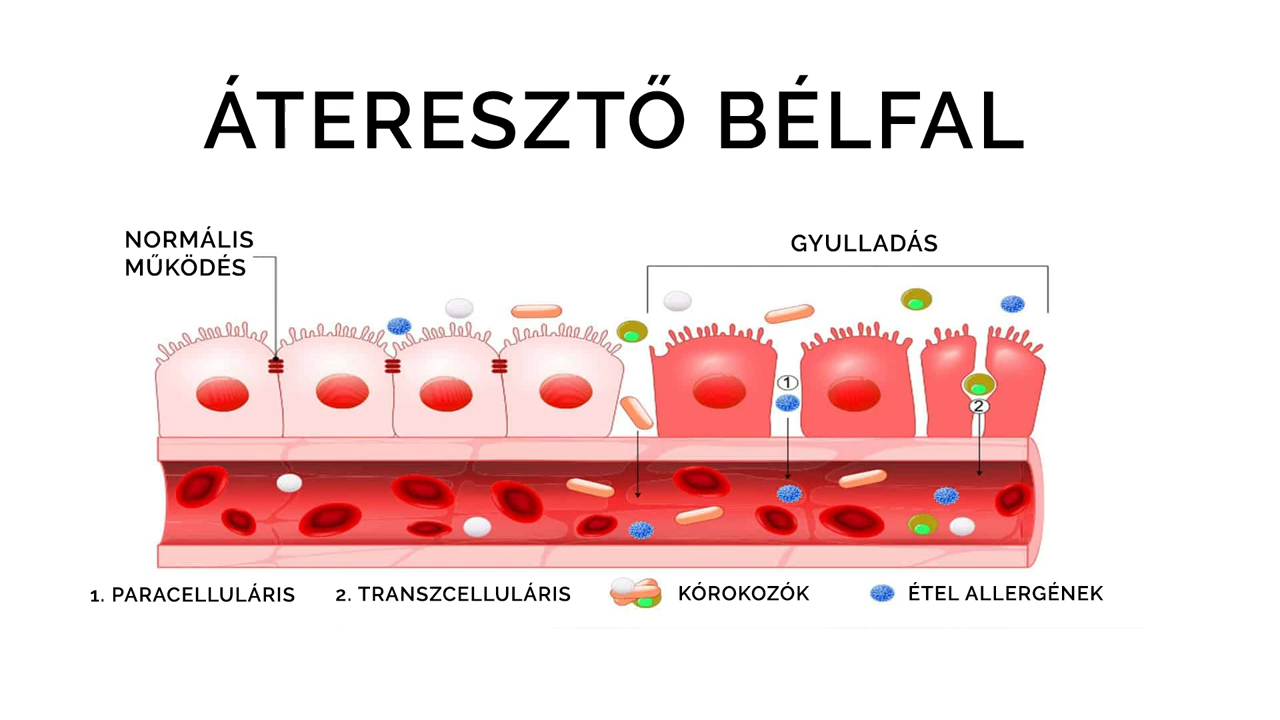 ÁTERESZTŐ BÉLFAL
NORMÁLIS
MŰKÖDÉS
GYULLADÁS
1
2
1. PARACELLULÁRIS
2. TRANSZCELLULÁRIS
KÓROKOZÓK
ÉTEL ALLERGÉNEK